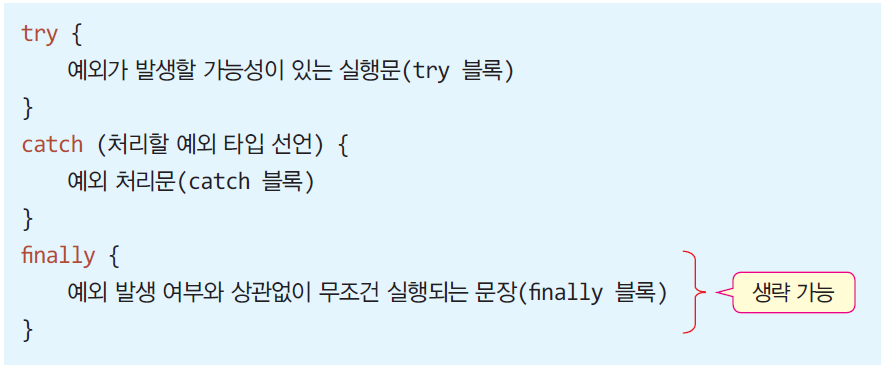 try {
예외가 발생할 가능성이 있는 실행문(try 블록)
}
catch (처리할 예외 타입 선언) {
예외 처리문(catch 블록)
}
finally {
예외 발생 여부와 상관없이 무조건 실행되는 문장(finally 블록)
생략 가능
}